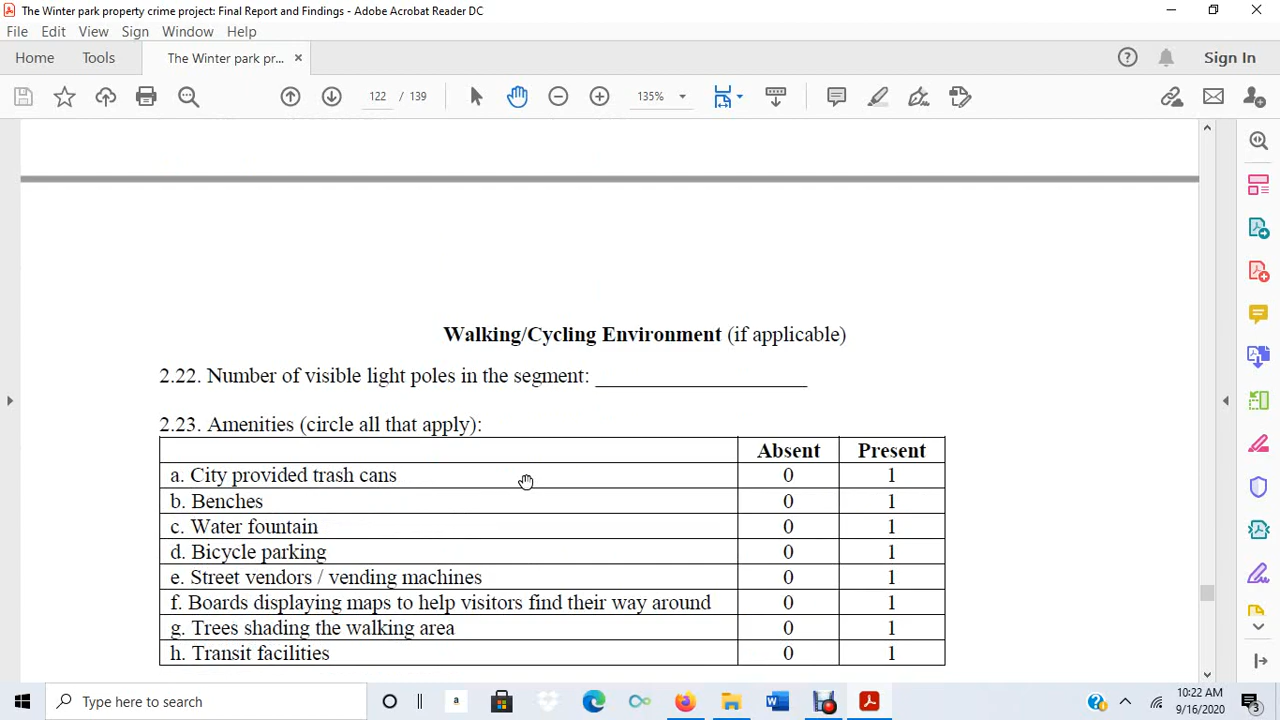 The Winter park property crime project: Final Report and Findings - Adobe Acrobat Reader DC
File Edit View Sign Window Help
Home Tools The Winter park pr... × Sign In
122 / 139 135%
Walking/Cycling Environment (if applicable)
2.22. Number of visible light poles in the segment: ____________________
2.23. Amenities (circle all that apply):
Absent Present
a. City provided trash cans 0 1
b. Benches 0 1
c. Water fountain 0 1
d. Bicycle parking 0 1
e. Street vendors / vending machines 0 1
f. Boards displaying maps to help visitors find their way around 0 1
g. Trees shading the walking area 0 1
h. Transit facilities 0 1
Type here to search
a
10:22 AM
9/16/2020
3